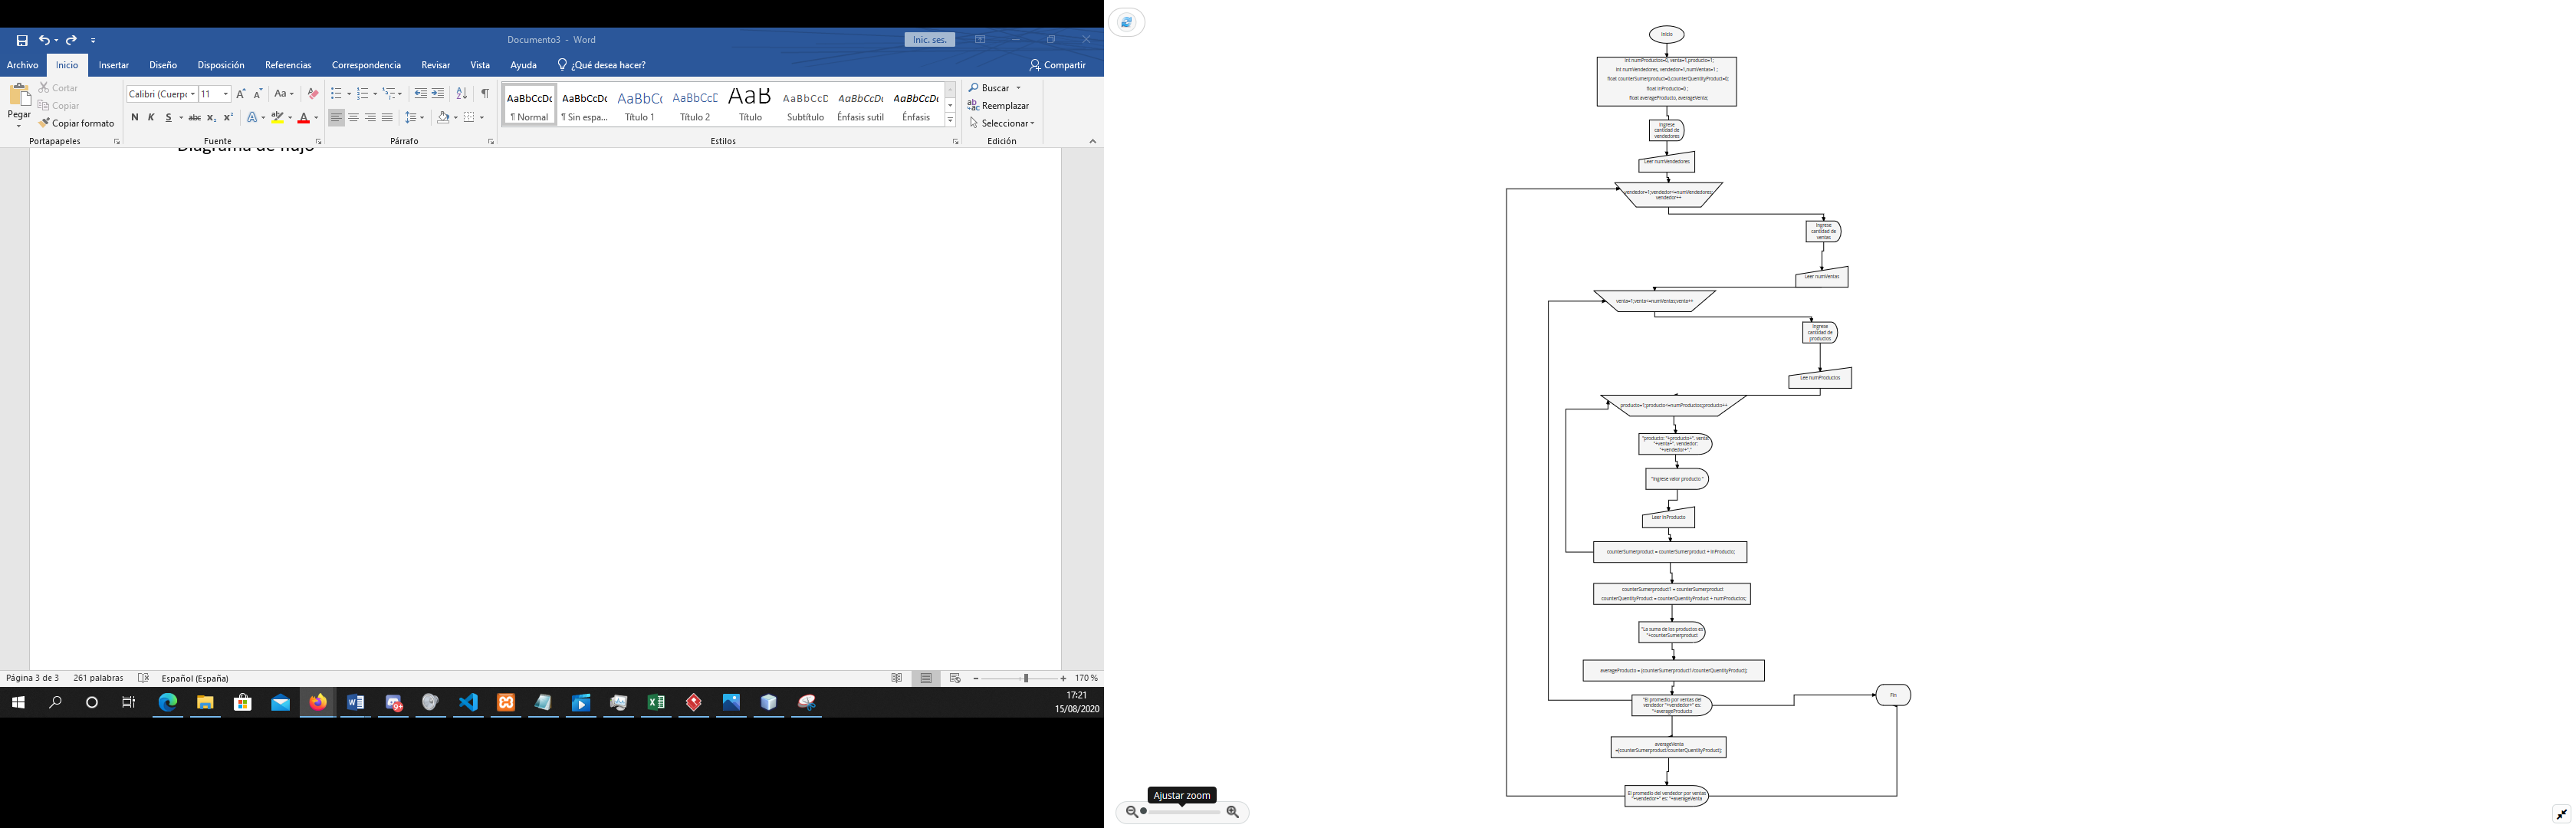 Documento3 - Word
Inic. ses.
Archivo
Inicio
Insertar
Diseño
Disposición
Referencias
Correspondencia
Revisar
Vista
Ayuda
¿Qué desea hacer?
Compartir
Pegar
Cortar
Copiar
Copiar formato
Portapapeles
Calibri (Cuerpo
11
Aa
N K S abc x₂ x²
Fuente
Párrafo
AaBbCcDc
¶ Normal
AaBbCcDc
¶ Sin espa...
AaBbCc
Título 1
AaBbCcE
Título 2
AaB
Título
AaBbCcD
Subtítulo
AaBbCcDt
Énfasis sutil
AaBbCcDt
Énfasis
Estilos
Buscar
Reemplazar
Seleccionar
Edición
Diagrama de flujo
Página 3 de 3
261 palabras
Español (España)
170 %
17:21
15/08/2020
Inicio
int numProductos=0, venta=1,producto=1;
int numVendedores, vendedor=1,numVentas=1 ;
float counterSumerproduct=0,counterQuantityProduct=0;
float inProducto=0 ;
float averageProducto, averageVenta;
Ingrese
cantidad de
vendedores
Leer numVendedores
vendedor=1;vendedor<=numVendedores;
vendedor++
Ingrese
cantidad de
ventas
Leer numVentas
venta=1;venta<=numVentas;venta++
Ingrese
cantidad de
productos
Lee numProductos
producto=1;producto<=numProductos;producto++
"producto: "+producto+", venta:
"+venta+", vendedor:
"+vendedor+"."
"Ingrese valor producto "
Leer inProducto
counterSumerproduct = counterSumerproduct + inProducto;
counterSumerproduct1 = counterSumerproduct
counterQuantityProduct = counterQuantityProduct + numProductos;
"La suma de los productos es
"+counterSumerproduct
averageProducto = (counterSumerproduct1/counterQuantityProduct);
"El promedio por ventas del
vendedor "+vendedor+" es:
"+averageProducto
Fin
averageVenta
=(counterSumerproduct/counterQuantityProduct);
El promedio del vendedor por ventas
"+vendedor+" es: "+averageVenta
Ajustar zoom